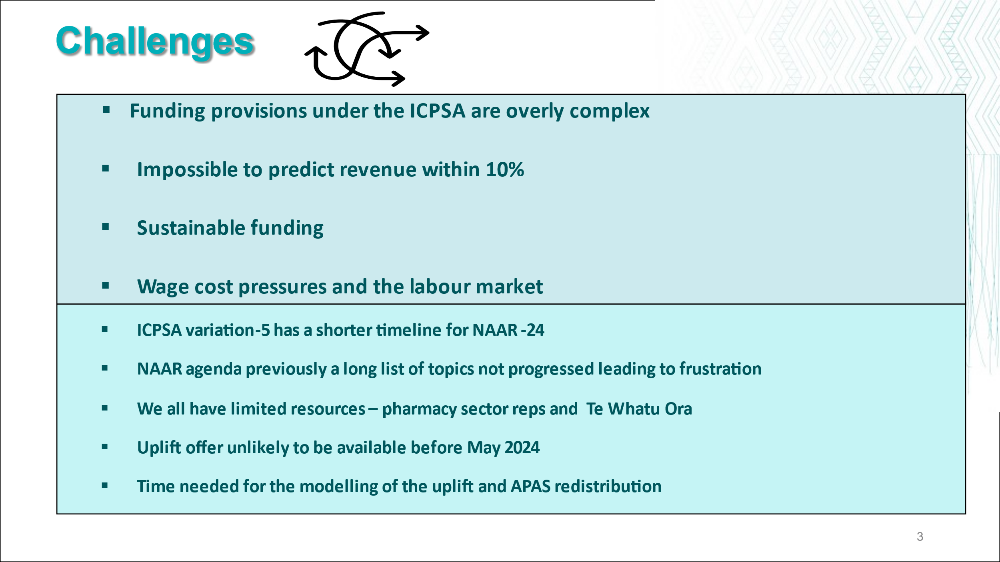 Challenges
▪ Funding provisions under the ICPSA are overly complex
▪ Impossible to predict revenue within 10%
▪ Sustainable funding
▪ Wage cost pressures and the labour market
▪ ICPSA variation-5 has a shorter timeline for NAAR -24
▪ NAAR agenda previously a long list of topics not progressed leading to frustration
▪ We all have limited resources – pharmacy sector reps and  Te Whatu Ora
▪ Uplift offer unlikely to be available before May 2024
▪ Time needed for the modelling of the uplift and APAS redistribution
3